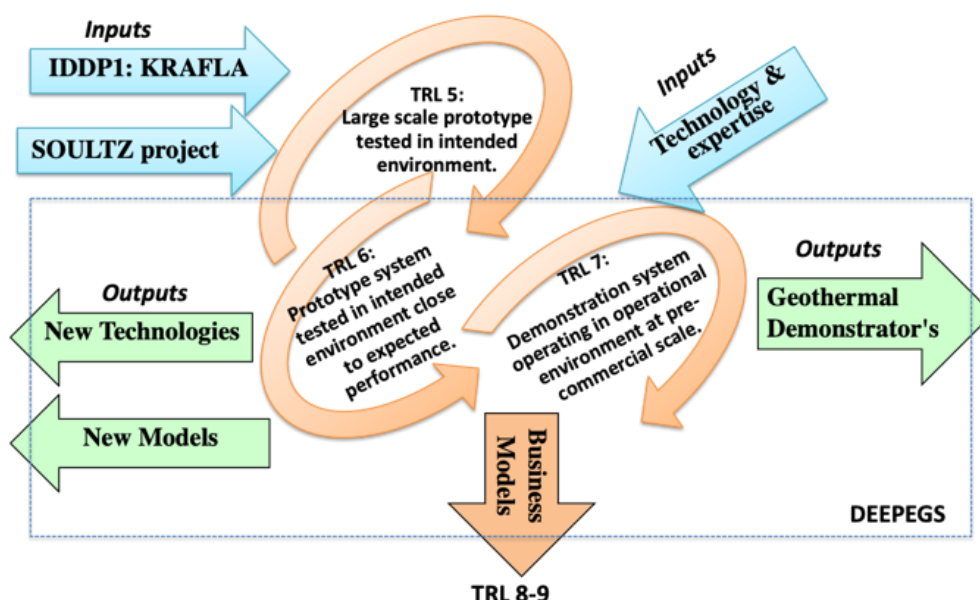 Inputs
IDDP1: KRAFLA
SOULTZ project
TRL 5:
Large scale prototype
tested in intended
environment.
Inputs
Technology &
expertise
TRL 6:
Prototype system
tested in intended
environment close
to expected
performance.
TRL 7:
Demonstration system
operating in operational
environment at pre-
commercial scale.
Outputs
New Technologies
New Models
Outputs
Geothermal
Demonstrator's
Business
Models
DEEPEGS
TRL 8-9